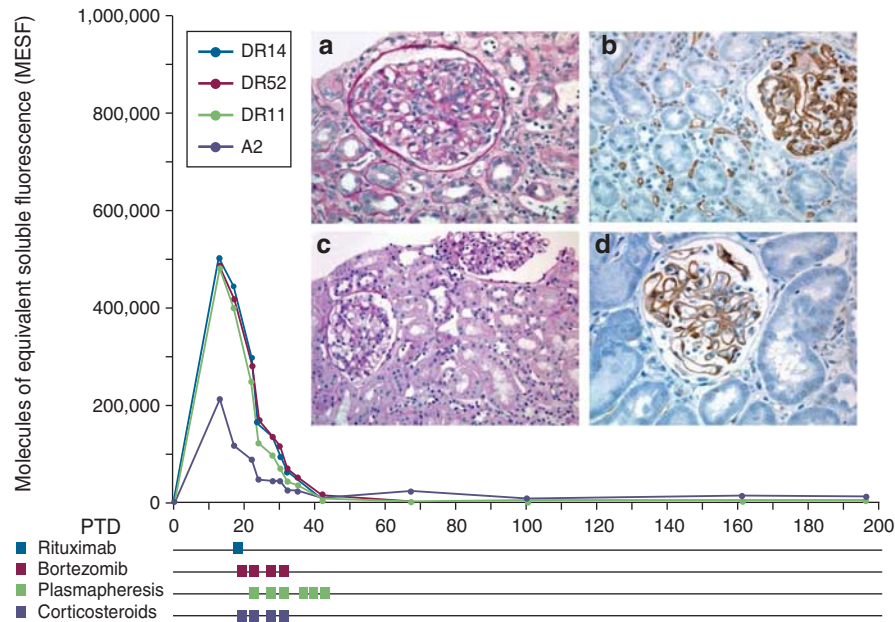 Molecules of equivalent soluble fluorescence (MESF)
1,000,000
800,000
600,000
400,000
200,000
0
DR14
DR52
DR11
A2
a
b
c
d
PTD
0 20 40 60 80 100 120 140 160 180 200
Rituximab
Bortezomib
Plasmapheresis
Corticosteroids